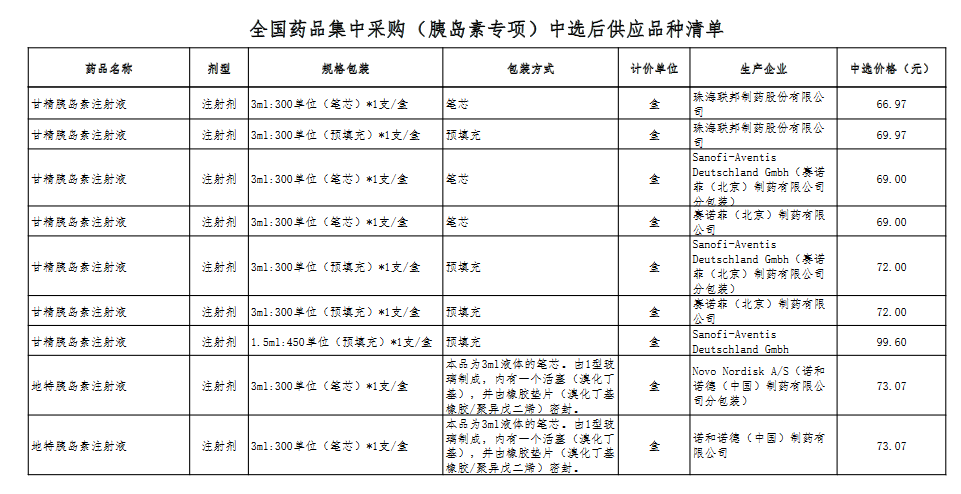 全国药品集中采购（胰岛素专项）中选后供应品种清单
药品名称 剂型 规格包装 包装方式 计价单位 生产企业 中选价格（元）
甘精胰岛素注射液 注射剂 3ml:300单位（笔芯）*1支/盒 笔芯 盒 珠海联邦制药股份有限公
司 66.97
甘精胰岛素注射液 注射剂 3ml:300单位（预填充）*1支/盒 预填充 盒 珠海联邦制药股份有限公
司 69.97
甘精胰岛素注射液 注射剂 3ml:300单位（笔芯）*1支/盒 笔芯 盒 Sanofi-Aventis
Deutschland Gmbh（赛诺
菲（北京）制药有限公司
分包装） 69.00
甘精胰岛素注射液 注射剂 3ml:300单位（笔芯）*1支/盒 笔芯 盒 赛诺菲（北京）制药有限
公司 69.00
甘精胰岛素注射液 注射剂 3ml:300单位（预填充）*1支/盒 预填充 盒 Sanofi-Aventis
Deutschland Gmbh（赛诺
菲（北京）制药有限公司
分包装） 72.00
甘精胰岛素注射液 注射剂 3ml:300单位（预填充）*1支/盒 预填充 盒 赛诺菲（北京）制药有限
公司 72.00
甘精胰岛素注射液 注射剂 1.5ml:450单位（预填充）*1支/盒 预填充 盒 Sanofi-Aventis
Deutschland Gmbh 99.60
地特胰岛素注射液 注射剂 3ml:300单位（笔芯）*1支/盒 本品为3ml液体的笔芯。由1型玻
璃制成，内有一个活塞（溴化丁
基），并由橡胶垫片（溴化丁基
橡胶/聚异戊二烯）密封。 盒 Novo Nordisk A/S（诺和
诺德（中国）制药有限公
司分包装） 73.07
地特胰岛素注射液 注射剂 3ml:300单位（笔芯）*1支/盒 本品为3ml液体的笔芯。由1型玻
璃制成，内有一个活塞（溴化丁
基），并由橡胶垫片（溴化丁基
橡胶/聚异戊二烯）密封。 盒 诺和诺德（中国）制药有
限公司 73.07